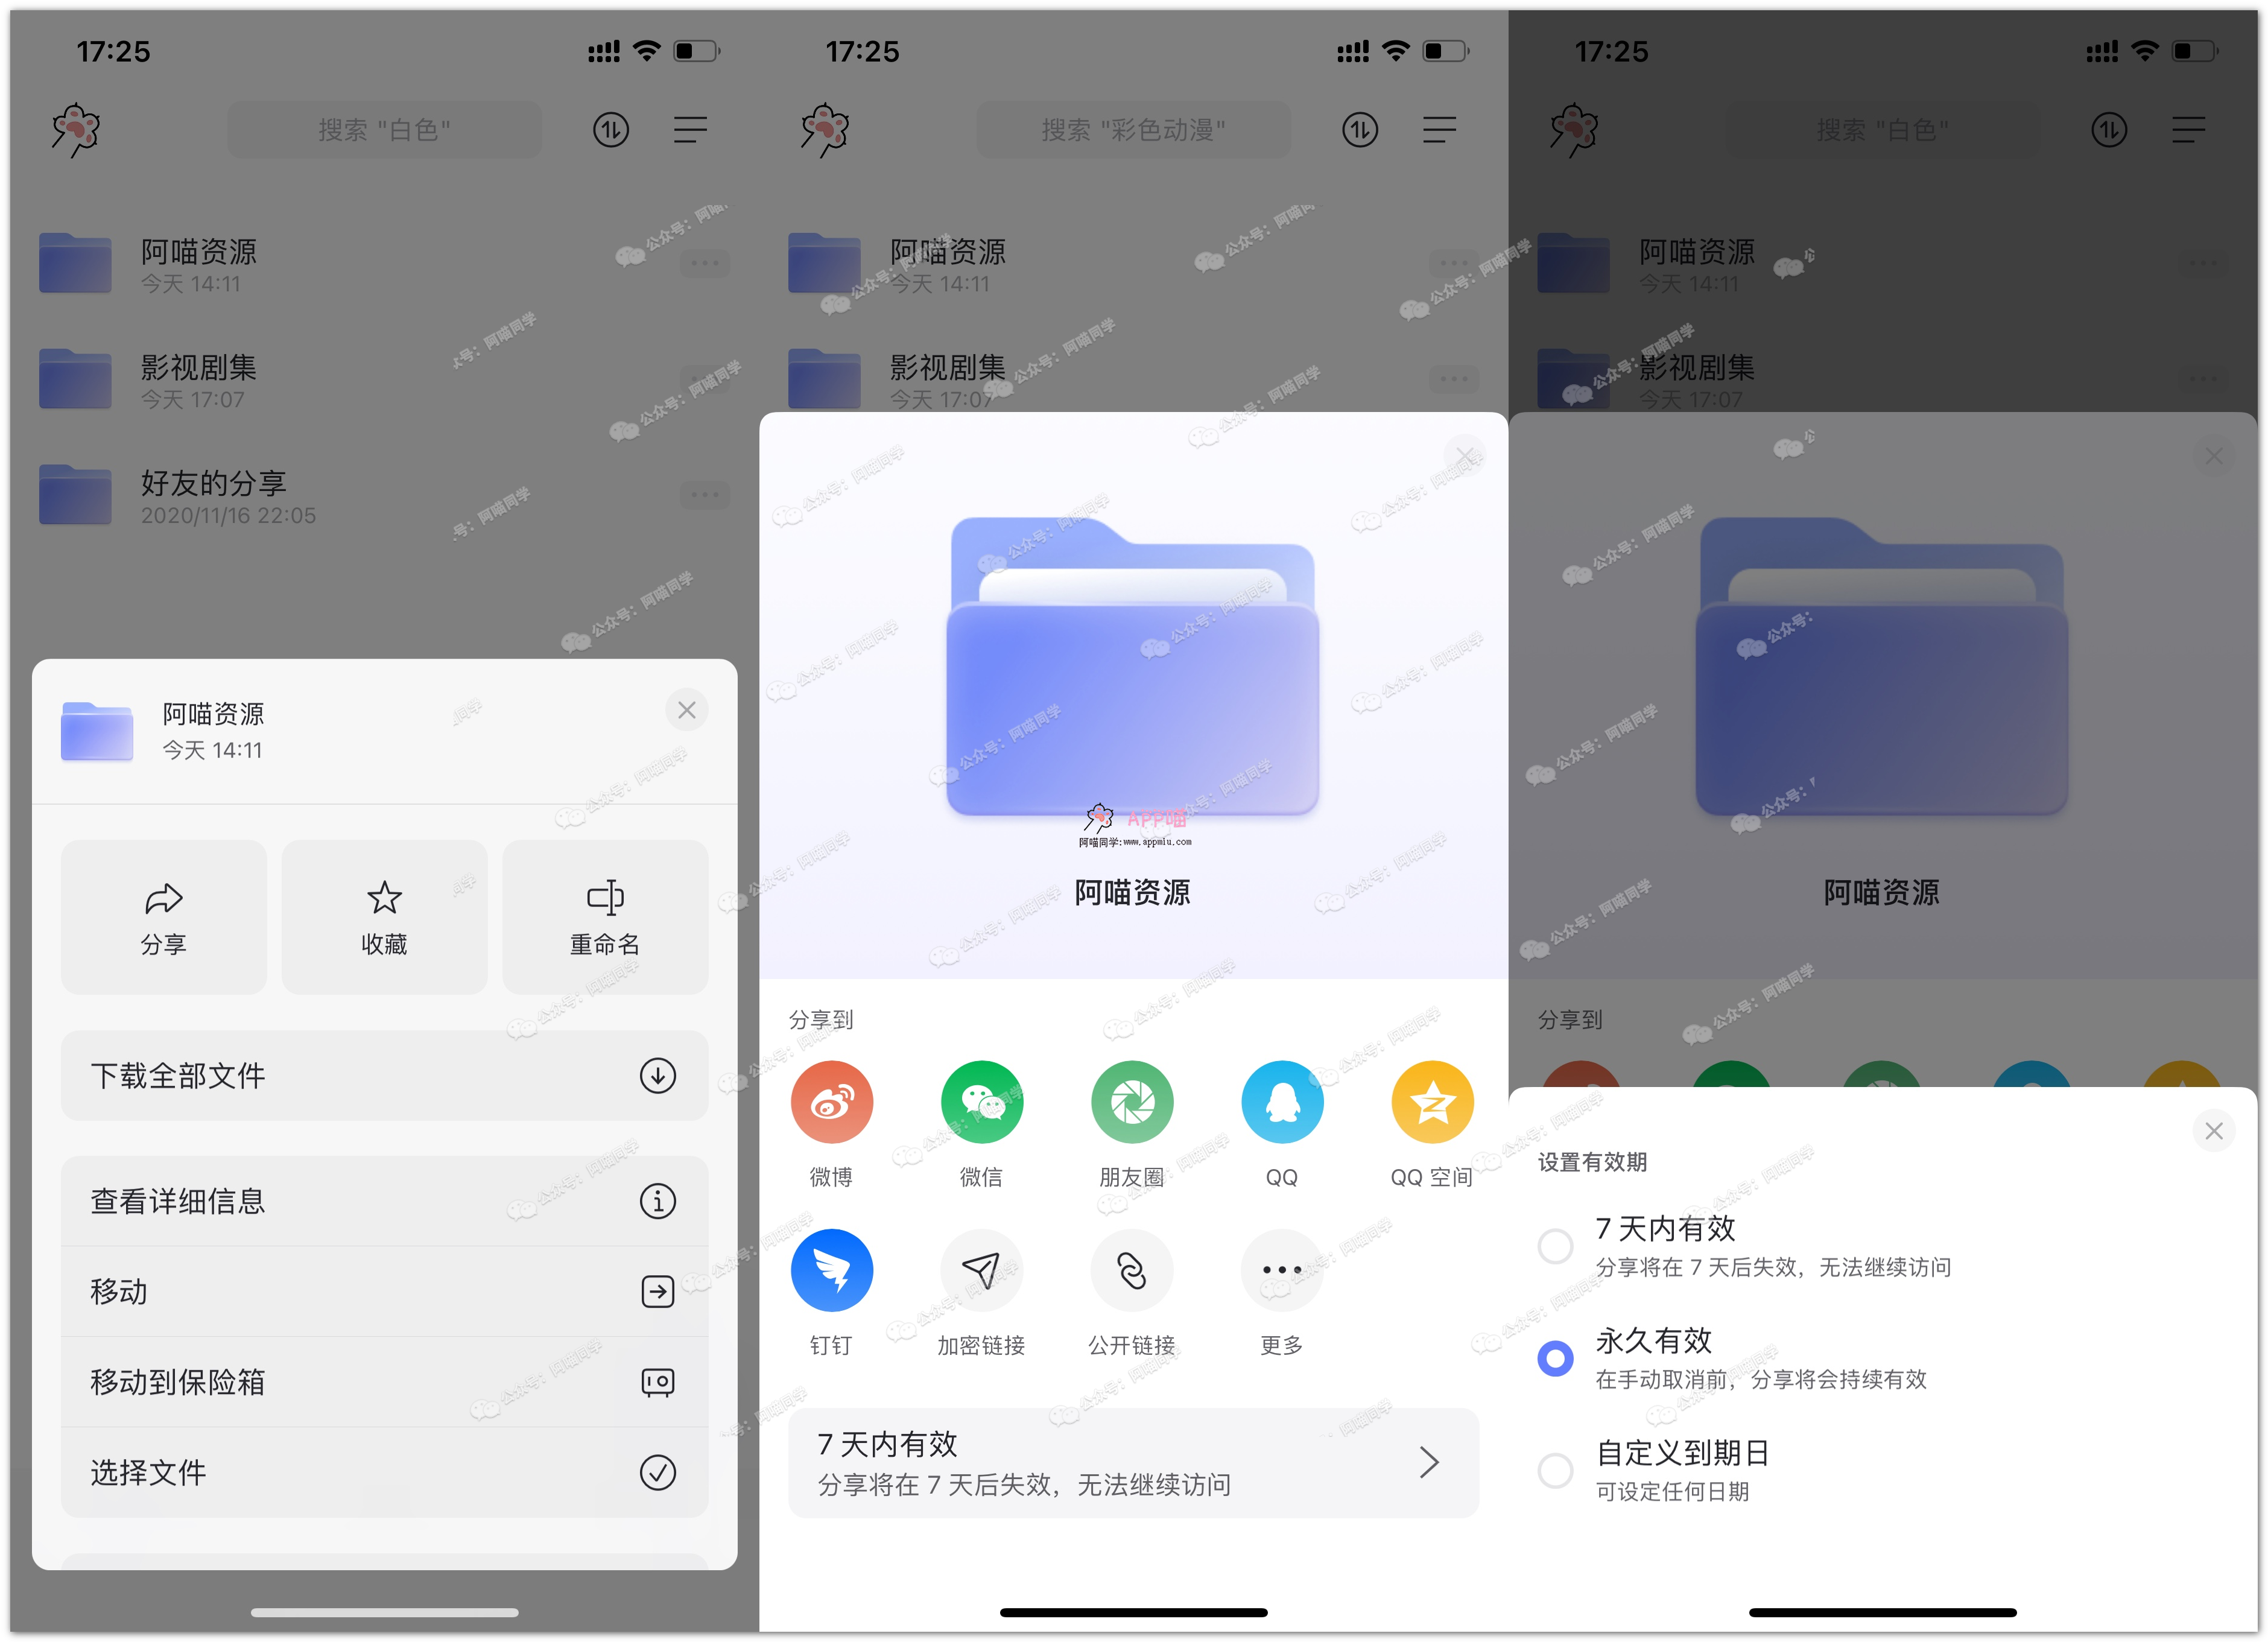 17:25
搜索 "白色"
阿喵资源
今天 14:11
影视剧集
今天 17:07
好友的分享
2020/11/16 22:05
阿喵资源
今天 14:11
分享
收藏
重命名
下载全部文件
查看详细信息
移动
移动到保险箱
选择文件
17:25
搜索 "彩色动漫"
阿喵资源
今天 14:11
影视剧集
今天 17:07
APP喵
阿喵同学:www.appmiu.com
阿喵资源
分享到
微博
微信
朋友圈
QQ
QQ 空间
钉钉
加密链接
公开链接
更多
7 天内有效
分享将在 7 天后失效，无法继续访问
17:25
搜索 "白色"
阿喵资源
今天 14:11
影视剧集
今天 17:07
阿喵资源
分享到
设置有效期
7 天内有效
分享将在 7 天后失效，无法继续访问
永久有效
在手动取消前，分享将会持续有效
自定义到期日
可设定任何日期
公众号：阿喵同学